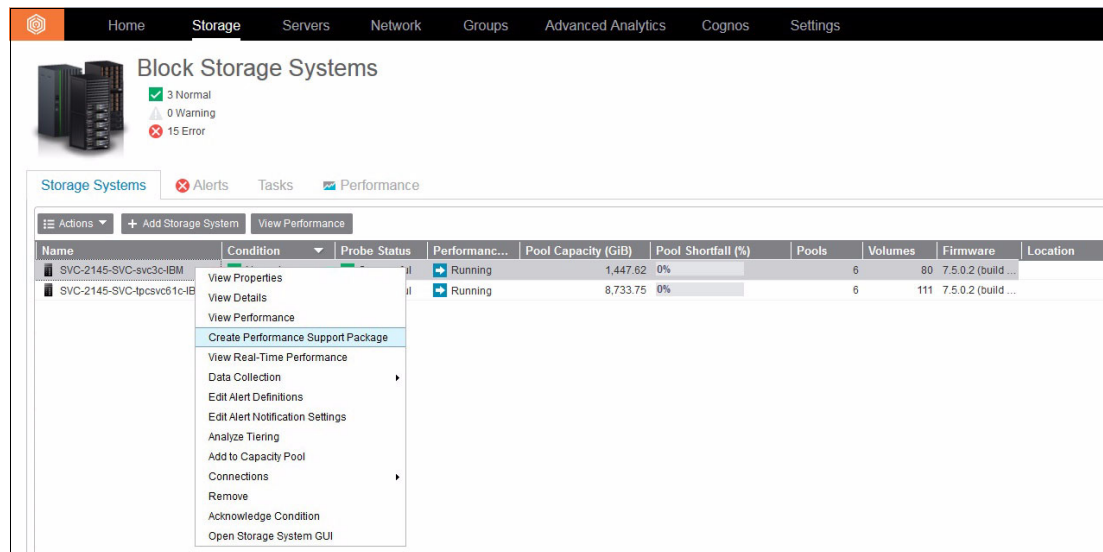 Home Storage Servers Network Groups Advanced Analytics Cognos Settings
Block Storage Systems
3 Normal
0 Warning
15 Error
Storage Systems Alerts Tasks Performance
Actions + Add Storage System View Performance
Name Condition Probe Status Performanc... Pool Capacity (GiB) Pool Shortfall (%) Pools Volumes Firmware Location
SVC-2145-SVC-svc3c-IBM Running 1,447.62 0% 6 80 7.5.0.2 (build ...
SVC-2145-SVC-tpcsvc61c-IB Running 8,733.75 0% 6 111 7.5.0.2 (build ...
View Properties
View Details
View Performance
Create Performance Support Package
View Real-Time Performance
Data Collection
Edit Alert Definitions
Edit Alert Notification Settings
Analyze Tiering
Add to Capacity Pool
Connections
Remove
Acknowledge Condition
Open Storage System GUI